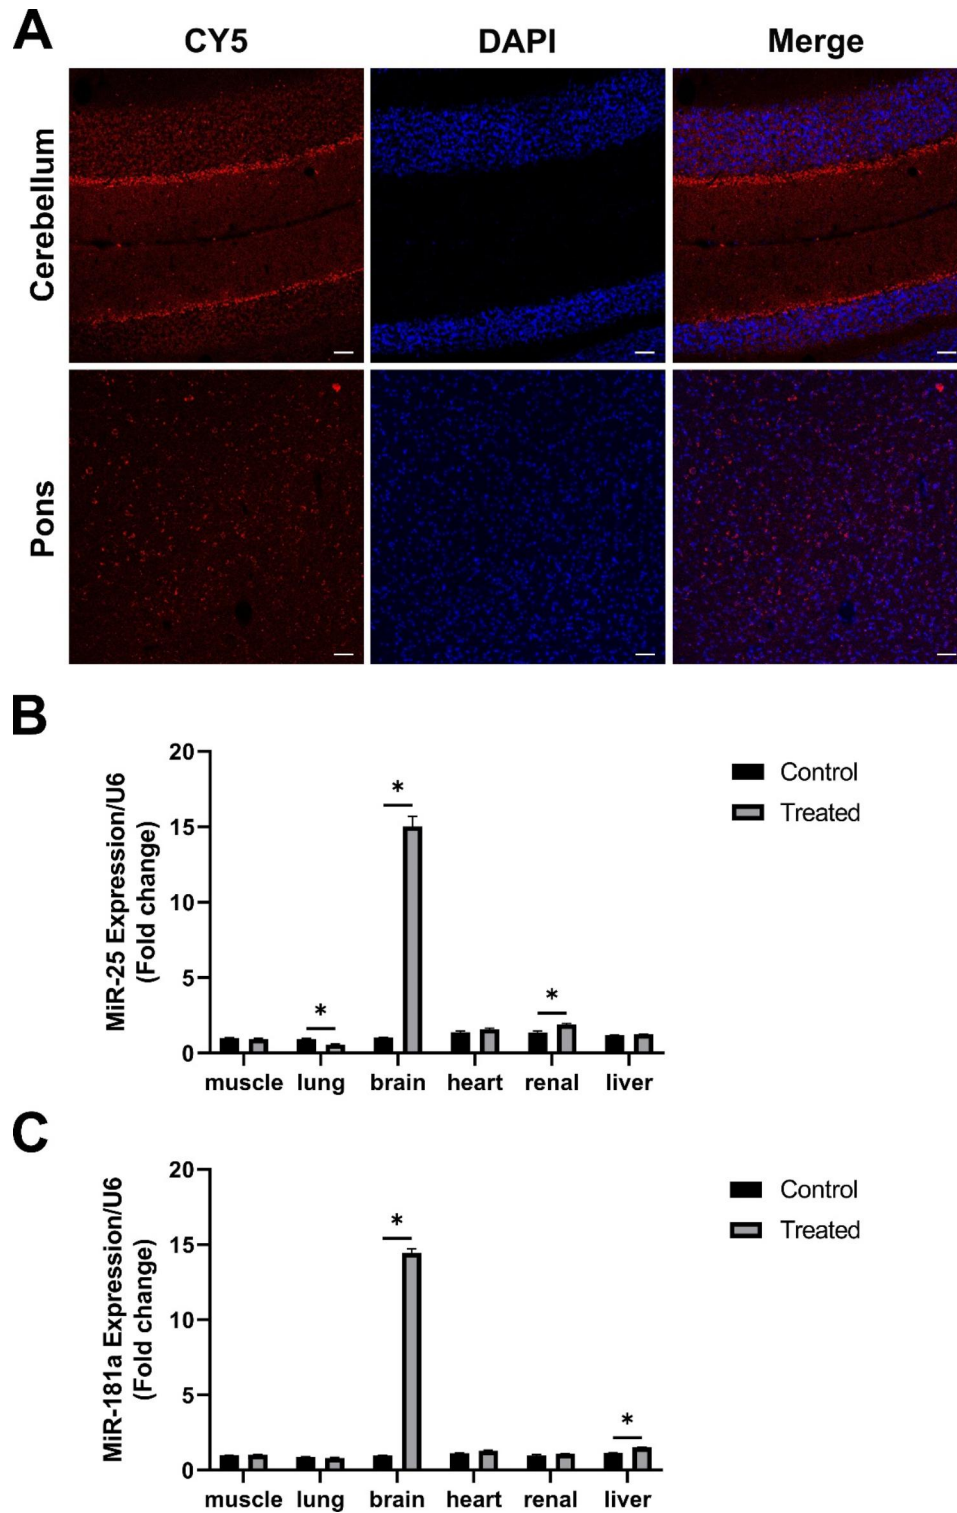 A
CY5 DAPI Merge
Cerebellum
Pons
B
MiR-25 Expression/U6
(Fold change)
20
15
10
5
0
*
*
*
muscle lung brain heart renal liver
Control
Treated
C
MiR-181a Expression/U6
(Fold change)
20
15
10
5
0
*
*
muscle lung brain heart renal liver
Control
Treated